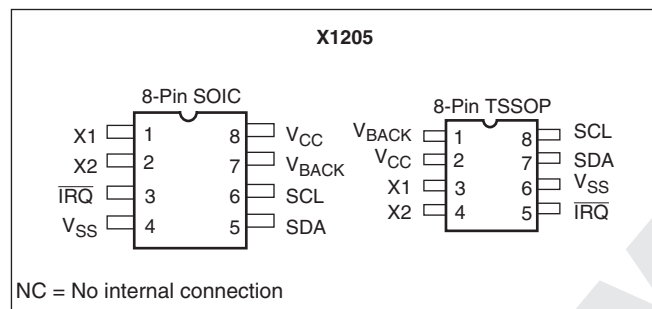 X1205
8-Pin SOIC
X1 1 8 VCC
X2 2 7 VBACK
IRQ 3 6 SCL
VSS 4 5 SDA
8-Pin TSSOP
VBACK 1 8 SCL
VCC 2 7 SDA
X1 3 6 VSS
X2 4 5 IRQ
NC = No internal connection